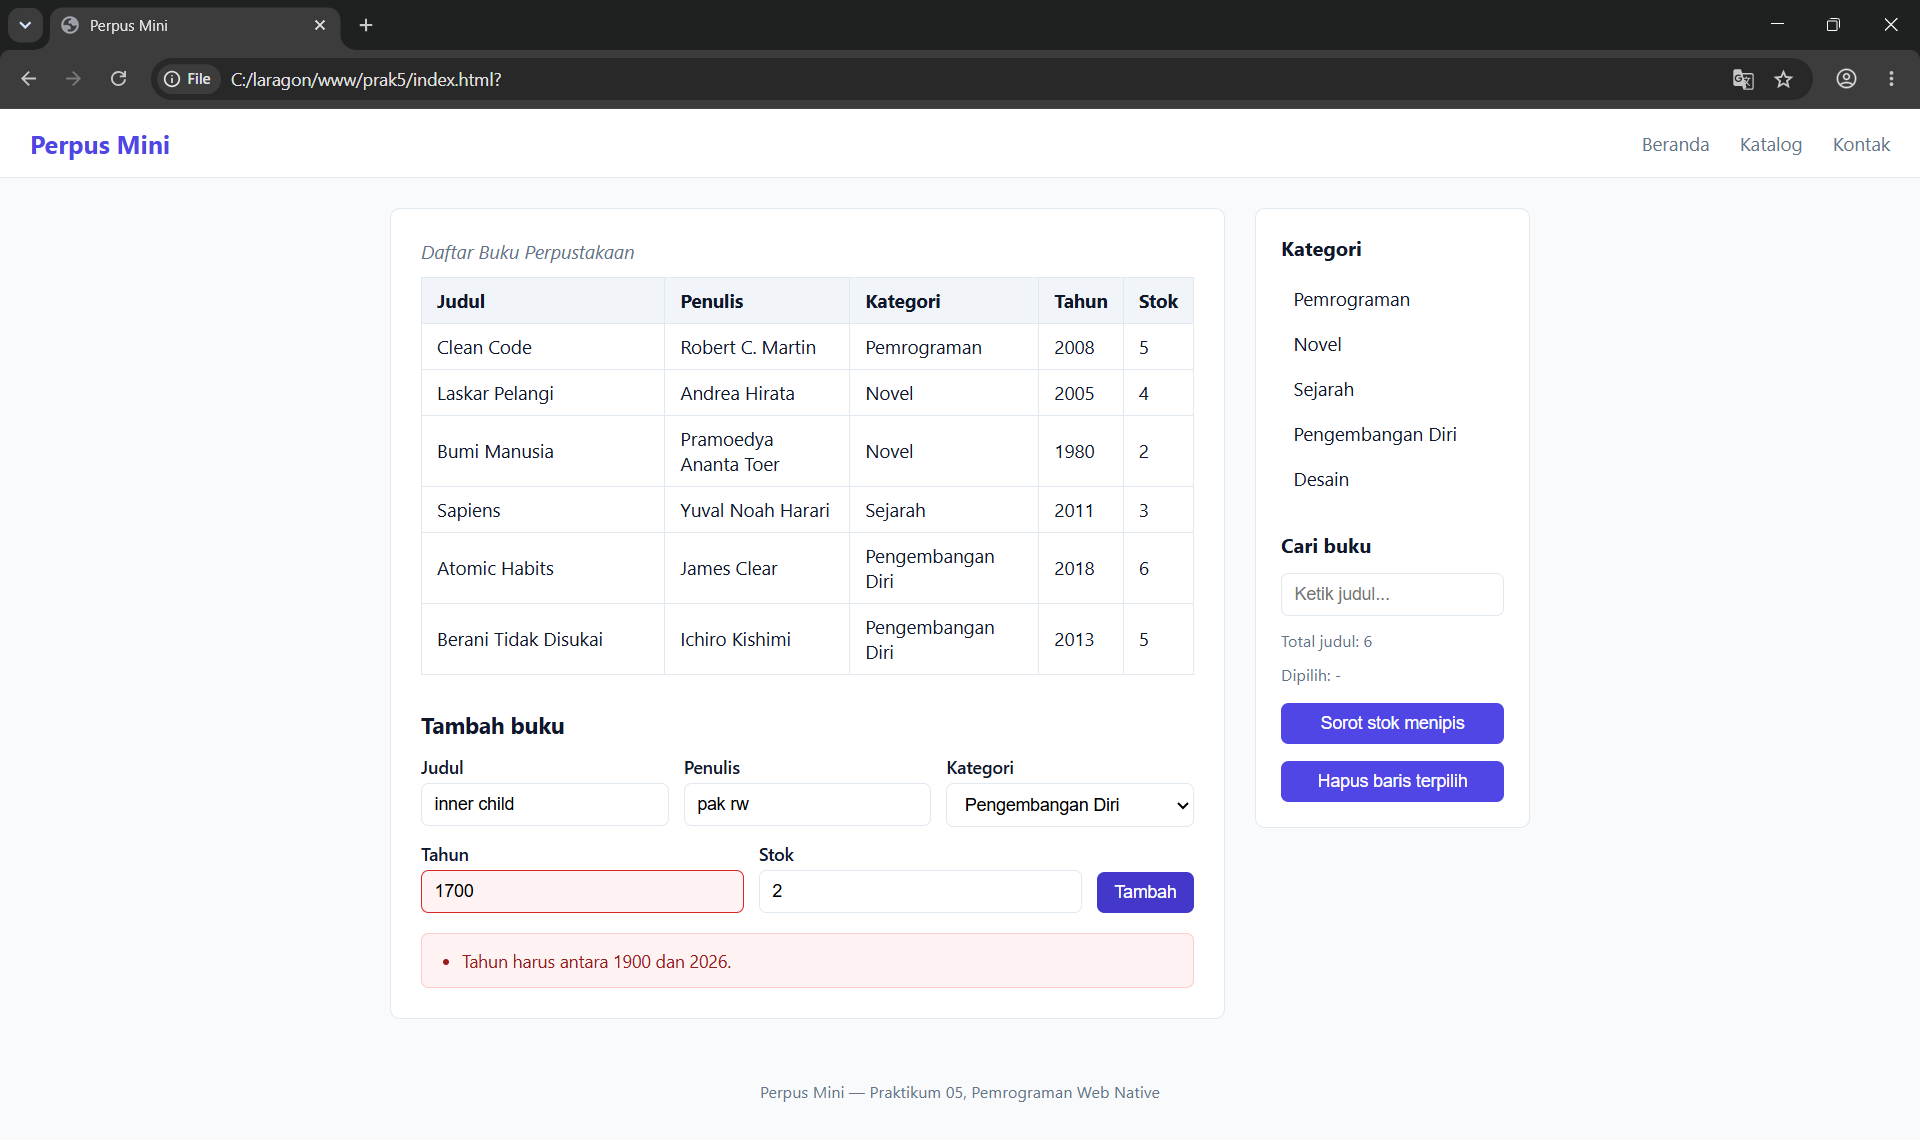 Perpus Mini
File
C:/laragon/www/prak5/index.html?
Perpus Mini
Beranda Katalog Kontak
Daftar Buku Perpustakaan
Judul Penulis Kategori Tahun Stok
Clean Code Robert C. Martin Pemrograman 2008 5
Laskar Pelangi Andrea Hirata Novel 2005 4
Bumi Manusia Pramoedya Ananta Toer Novel 1980 2
Sapiens Yuval Noah Harari Sejarah 2011 3
Atomic Habits James Clear Pengembangan Diri 2018 6
Berani Tidak Disukai Ichiro Kishimi Pengembangan Diri 2013 5
Tambah buku
Judul Penulis Kategori
inner child pak rw Pengembangan Diri
Tahun Stok
1700 2 Tambah
• Tahun harus antara 1900 dan 2026.
Kategori
Pemrograman
Novel
Sejarah
Pengembangan Diri
Desain
Cari buku
Ketik judul...
Total judul: 6
Dipilih: -
Sorot stok menipis
Hapus baris terpilih
Perpus Mini — Praktikum 05, Pemrograman Web Native